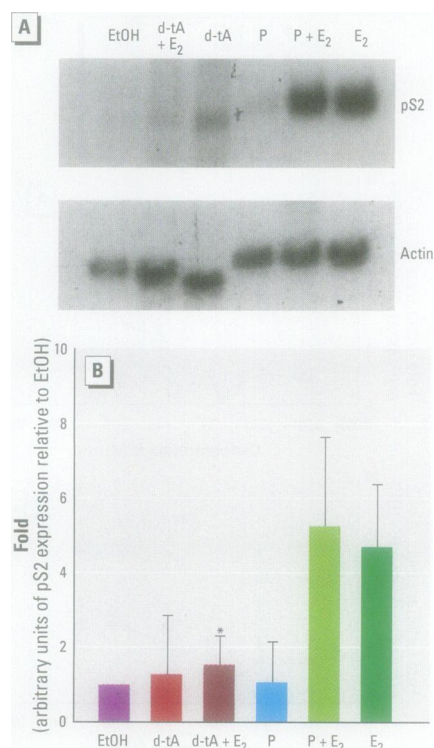 A
EtOH d-tA + E₂ d-tA P P + E₂ E₂
pS2
Actin
B
Fold
(arbitrary units of pS2 expression relative to EtOH)
10
8
6
4
2
0
*
EtOH d-tA d-tA + E₂ P P + E₂ E₂